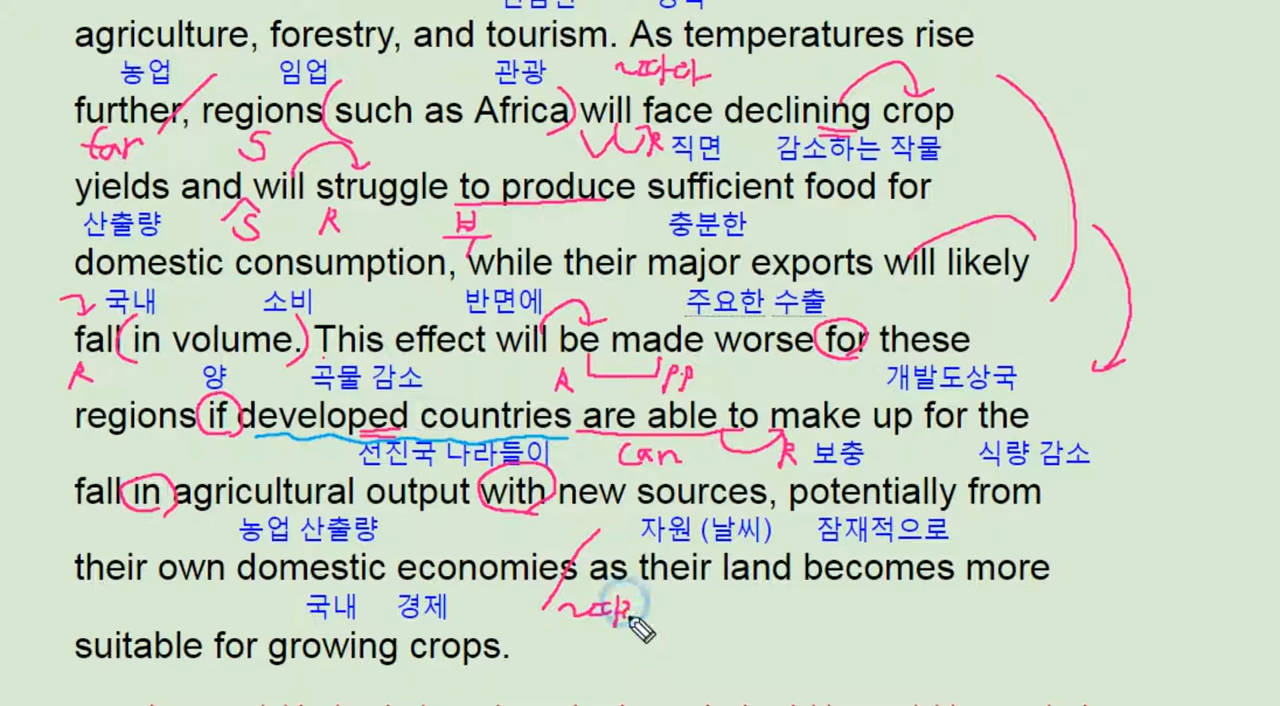 agriculture, forestry, and tourism. As temperatures rise
농업 임업 관광 ~따라
further, regions such as Africa will face declining crop
far S R 직면 감소하는 작물
yields and will struggle to produce sufficient food for
산출량 S R 부 충분한
domestic consumption, while their major exports will likely
국내 소비 반면에 주요한 수출
fall in volume. This effect will be made worse for these
R 양 곡물 감소 R p.p 개발도상국
regions if developed countries are able to make up for the
선진국 나라들이 can R 보충 식량 감소
fall in agricultural output with new sources, potentially from
농업 산출량 자원 (날씨) 잠재적으로
their own domestic economies as their land becomes more
국내 경제
suitable for growing crops.